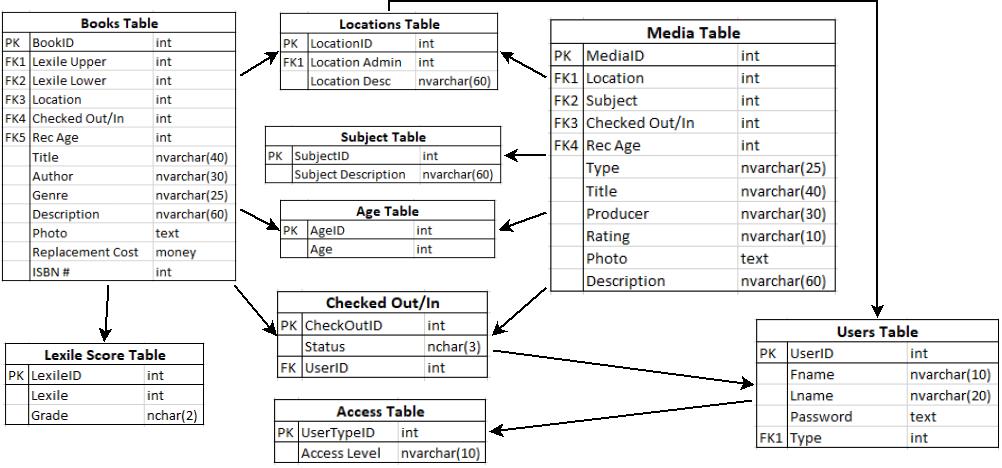 Books Table
PK BookID int
FK1 Lexile Upper int
FK2 Lexile Lower int
FK3 Location int
FK4 Checked Out/In int
FK5 Rec Age int
Title nvarchar(40)
Author nvarchar(30)
Genre nvarchar(25)
Description nvarchar(60)
Photo text
Replacement Cost money
ISBN # int
Locations Table
PK LocationID int
FK1 Location Admin int
Location Desc nvarchar(60)
Media Table
PK MediaID int
FK1 Location int
FK2 Subject int
FK3 Checked Out/In int
FK4 Rec Age int
Type nvarchar(25)
Title nvarchar(40)
Producer nvarchar(30)
Rating nvarchar(10)
Photo text
Description nvarchar(60)
Subject Table
PK SubjectID int
Subject Description nvarchar(60)
Age Table
PK AgeID int
Age int
Checked Out/In
PK CheckOutID int
Status nchar(3)
FK UserID int
Lexile Score Table
PK LexileID int
Lexile int
Grade nchar(2)
Access Table
PK UserTypeID int
Access Level nvarchar(10)
Users Table
PK UserID int
Fname nvarchar(10)
Lname nvarchar(20)
Password text
FK1 Type int